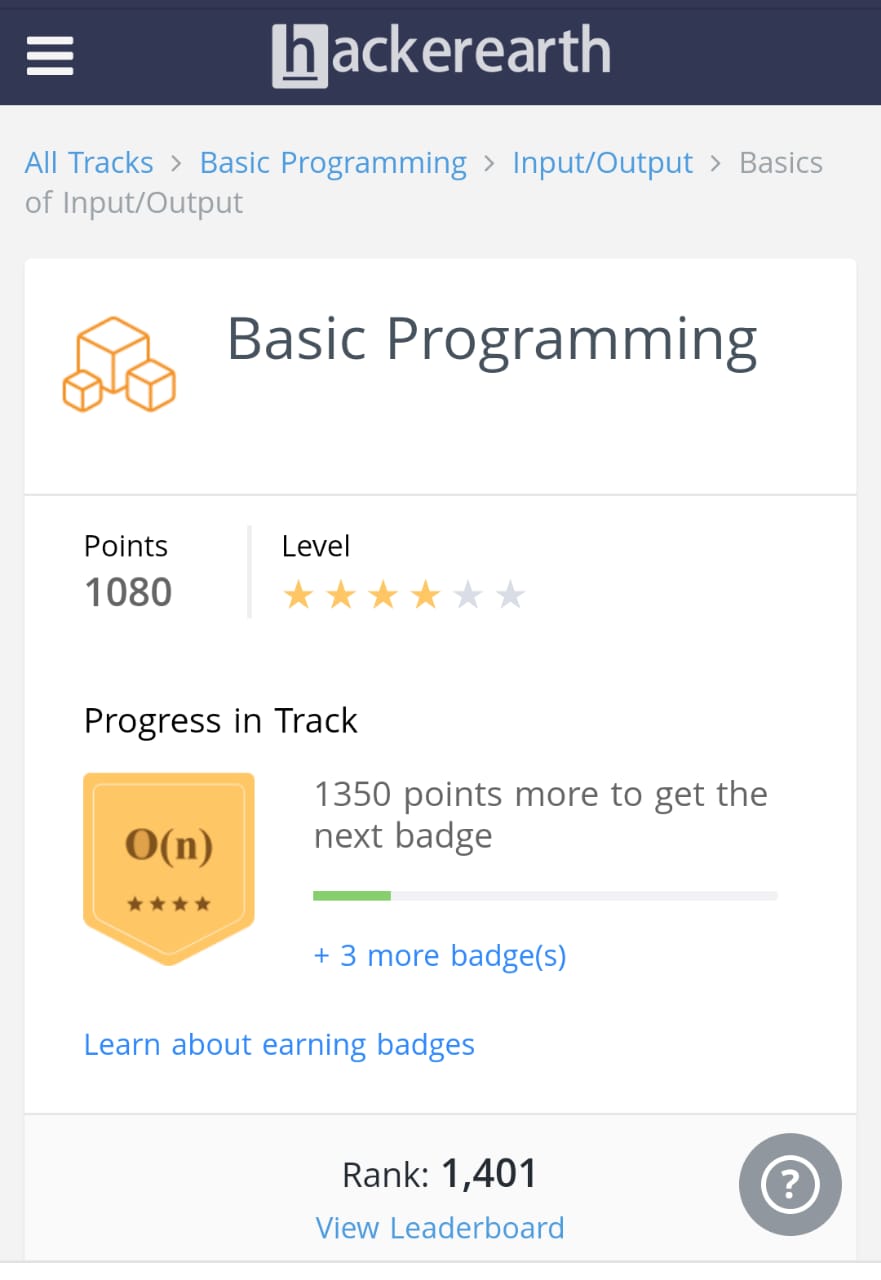 hackerearth
All Tracks > Basic Programming > Input/Output > Basics
of Input/Output
Basic Programming
Points
1080
Level
Progress in Track
O(n)
1350 points more to get the
next badge
+ 3 more badge(s)
Learn about earning badges
Rank: 1,401
View Leaderboard
?